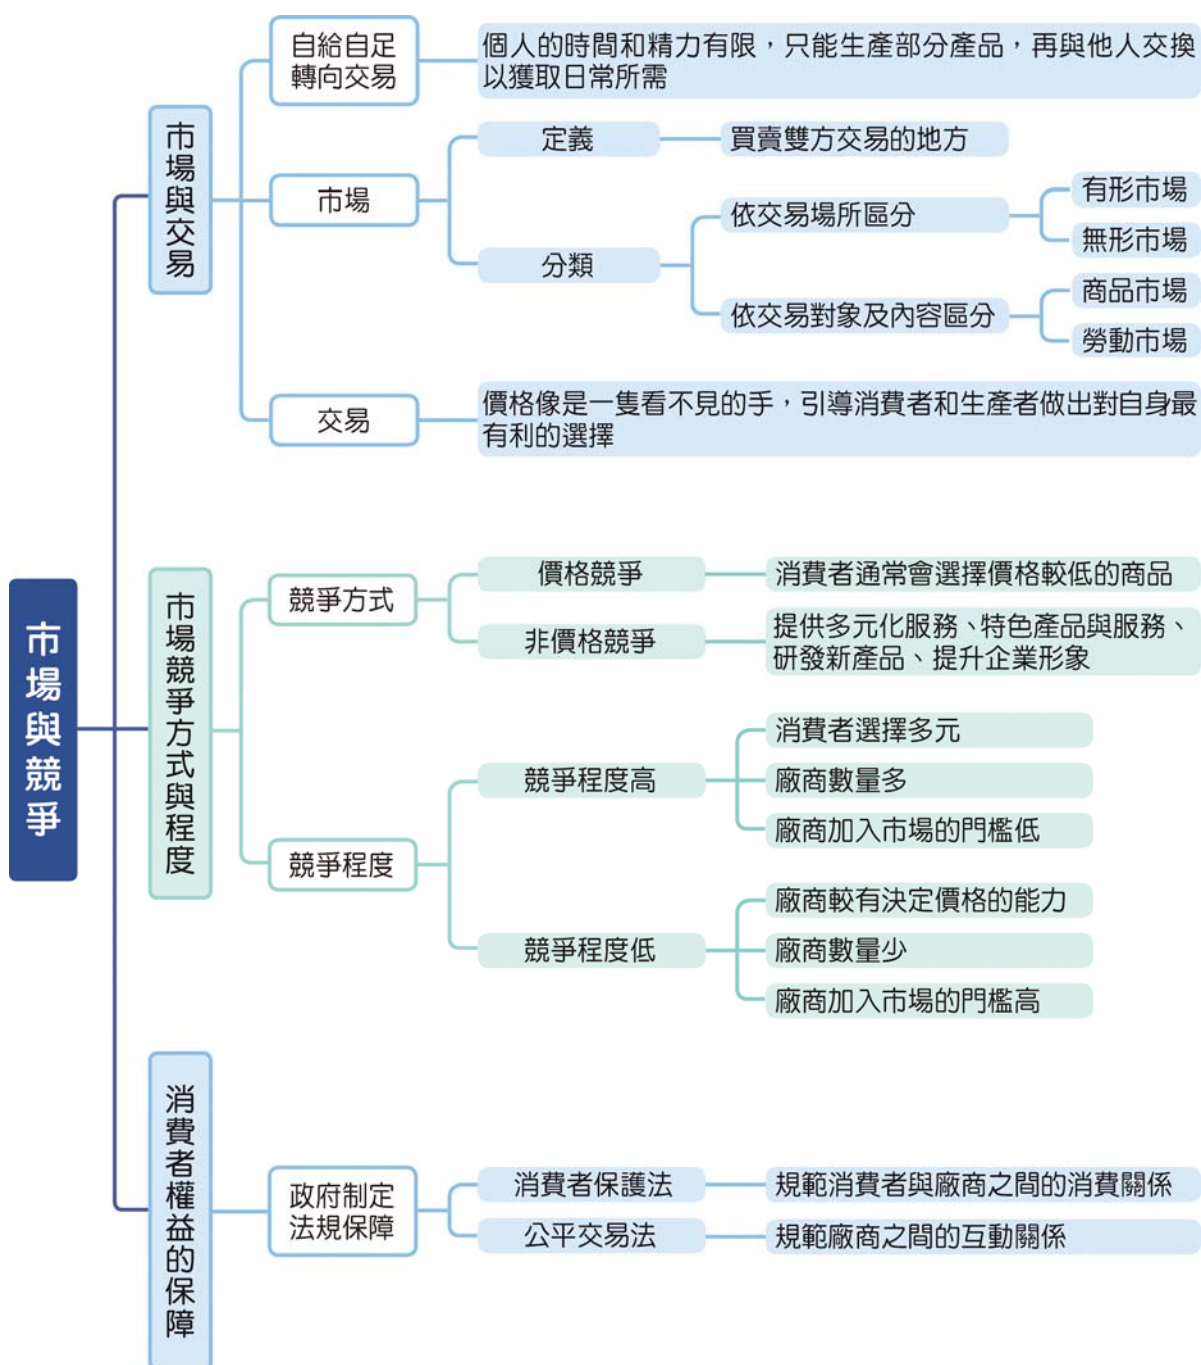 市場與競爭
市場與交易
自給自足
轉向交易
個人的時間和精力有限，只能生產部分產品，再與他人交換
以獲取日常所需
市場
定義
買賣雙方交易的地方
分類
依交易場所區分
有形市場
無形市場
依交易對象及內容區分
商品市場
勞動市場
交易
價格像是一隻看不見的手，引導消費者和生產者做出對自身最
有利的選擇
市場競爭方式與程度
競爭方式
價格競爭
消費者通常會選擇價格較低的商品
非價格競爭
提供多元化服務、特色產品與服務、
研發新產品、提升企業形象
競爭程度
競爭程度高
消費者選擇多元
廠商數量多
廠商加入市場的門檻低
競爭程度低
廠商較有決定價格的能力
廠商數量少
廠商加入市場的門檻高
消費者權益的保障
政府制定
法規保障
消費者保護法
規範消費者與廠商之間的消費關係
公平交易法
規範廠商之間的互動關係